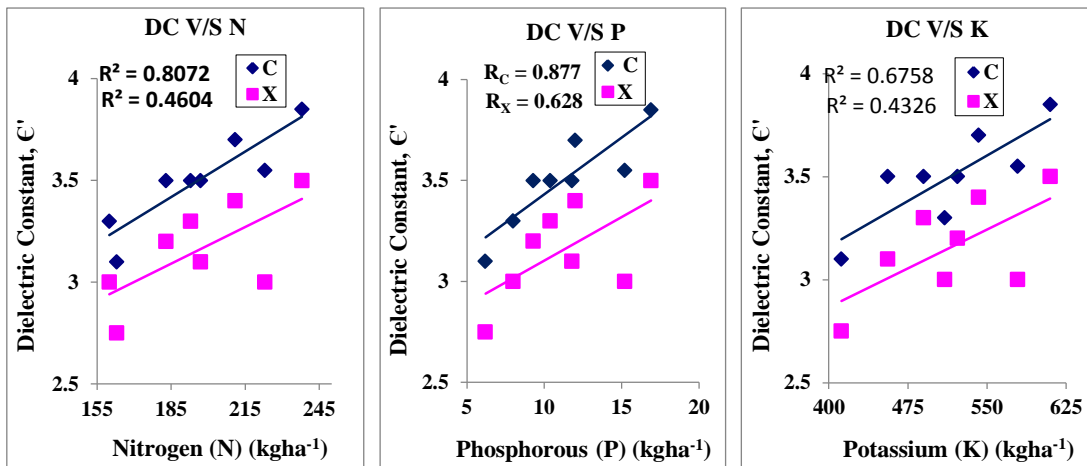 DC V/S N
R² = 0.8072
R² = 0.4604
C
X
Dielectric Constant, Є'
4
3.5
3
2.5
155 185 215 245
Nitrogen (N) (kgha⁻¹)
DC V/S P
R_C = 0.877
R_X = 0.628
C
X
Dielectric Constant, Є'
4
3.5
3
2.5
5 10 15 20
Phosphorous (P) (kgha⁻¹)
DC V/S K
R² = 0.6758
R² = 0.4326
C
X
Dielectric Constant, Є'
4
3.5
3
2.5
400 475 550 625
Potassium (K) (kgha⁻¹)